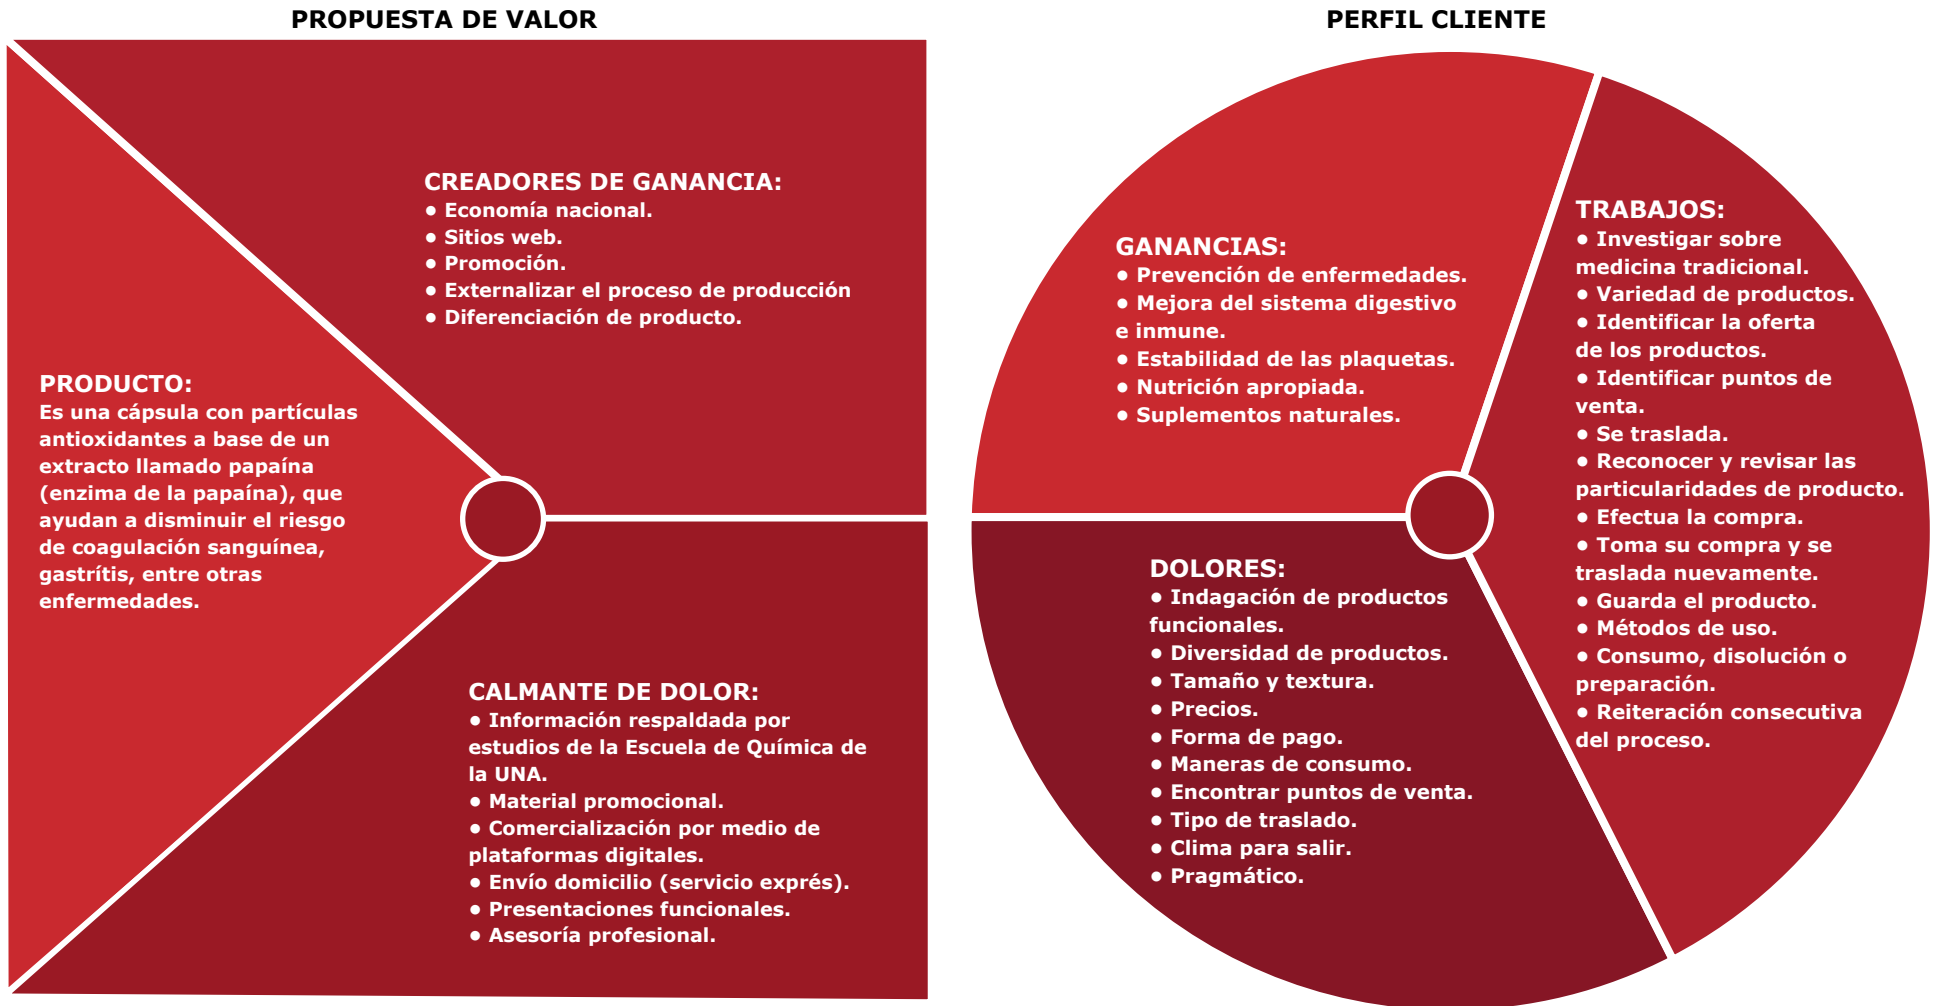 PROPUESTA DE VALOR
CREADORES DE GANANCIA:
● Economía nacional.
● Sitios web.
● Promoción.
● Externalizar el proceso de producción
● Diferenciación de producto.
PRODUCTO:
Es una cápsula con partículas
antioxidantes a base de un
extracto llamado papaína
(enzima de la papaína), que
ayudan a disminuir el riesgo
de coagulación sanguínea,
gastrítis, entre otras
enfermedades.
CALMANTE DE DOLOR:
● Información respaldada por
estudios de la Escuela de Química de
la UNA.
● Material promocional.
● Comercialización por medio de
plataformas digitales.
● Envío domicilio (servicio exprés).
● Presentaciones funcionales.
● Asesoría profesional.
PERFIL CLIENTE
GANANCIAS:
● Prevención de enfermedades.
● Mejora del sistema digestivo
e inmune.
● Estabilidad de las plaquetas.
● Nutrición apropiada.
● Suplementos naturales.
TRABAJOS:
● Investigar sobre
medicina tradicional.
● Variedad de productos.
● Identificar la oferta
de los productos.
● Identificar puntos de
venta.
● Se traslada.
● Reconocer y revisar las
particularidades de producto.
● Efectua la compra.
● Toma su compra y se
traslada nuevamente.
● Guarda el producto.
● Métodos de uso.
● Consumo, disolución o
preparación.
● Reiteración consecutiva
del proceso.
DOLORES:
● Indagación de productos
funcionales.
● Diversidad de productos.
● Tamaño y textura.
● Precios.
● Forma de pago.
● Maneras de consumo.
● Encontrar puntos de venta.
● Tipo de traslado.
● Clima para salir.
● Pragmático.